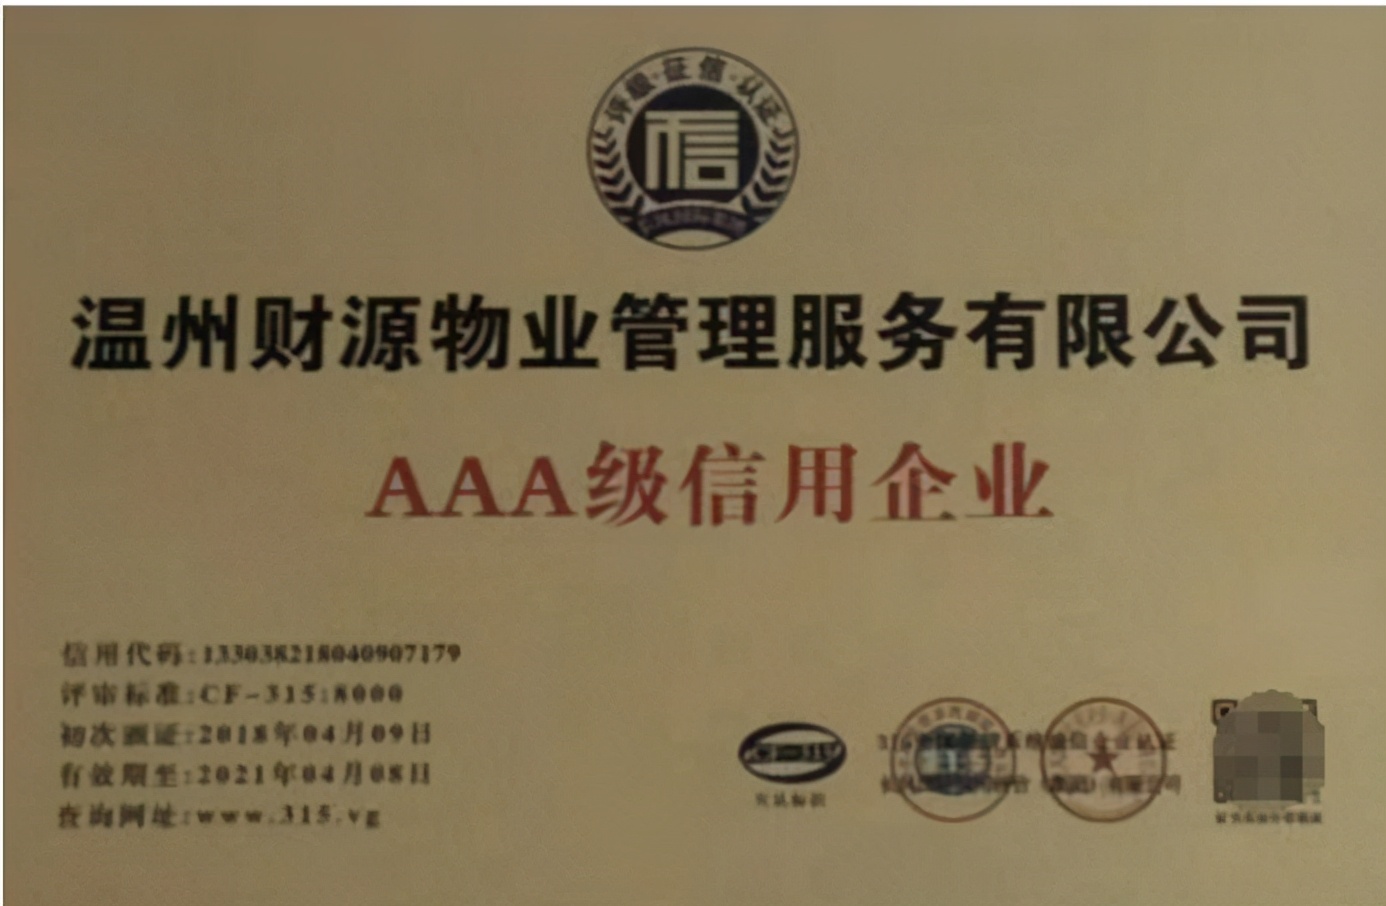 评级·征信·认证
信
温州财源物业管理服务有限公司
AAA级信用企业
信用代码:133038218040907179
评审标准:CF-315:8000
初次颁证:2018年04月09日
有效期至:2021年04月08日
查询网址:www.315.vg
CF-315